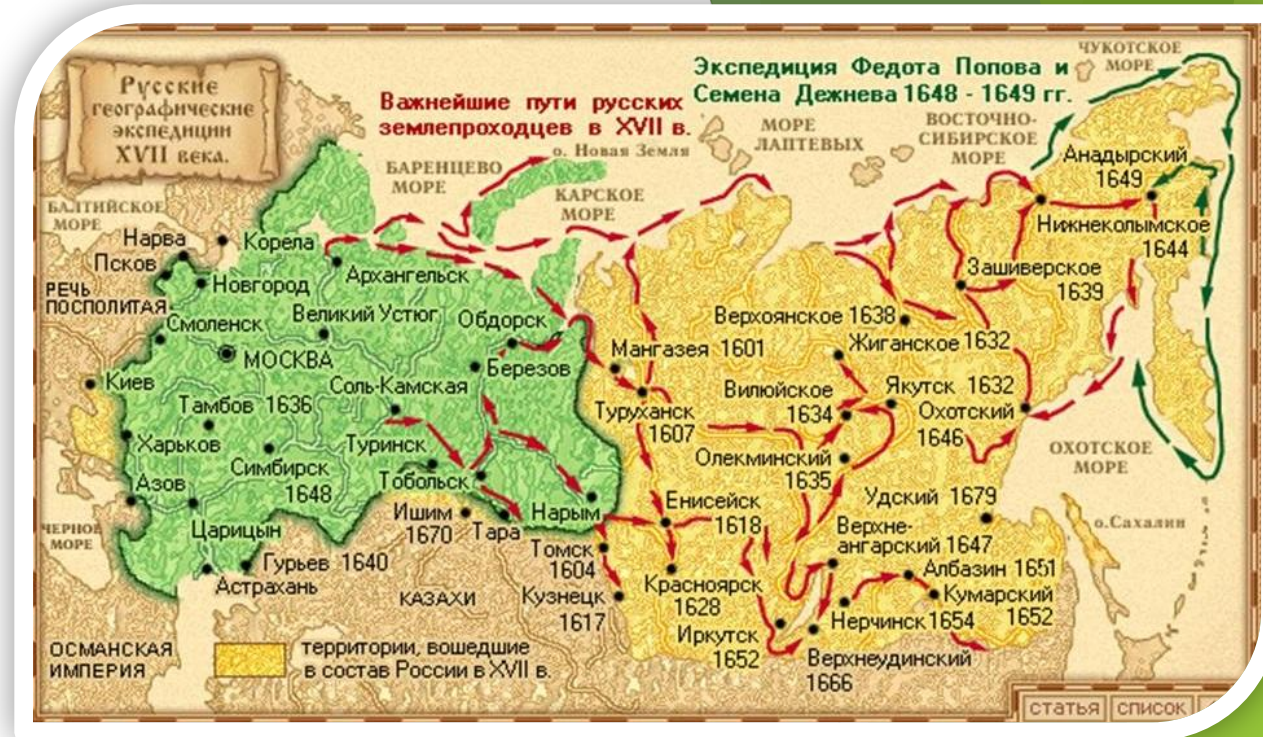 Русские
географические
экспедиции
XVII века.
Важнейшие пути русских
землепроходцев в XVII в.
Экспедиция Федота Попова и
Семена Дежнева 1648 - 1649 гг.
ЧУКОТСКОЕ
МОРЕ
ВОСТОЧНО-
СИБИРСКОЕ
МОРЕ
МОРЕ
ЛАПТЕВЫХ
о. Новая Земля
БАРЕНЦЕВО
МОРЕ
КАРСКОЕ
МОРЕ
БАЛТИЙСКОЕ
МОРЕ
Анадырский
1649
Нижнеколымское
1644
Зашиверское
1639
Нарва
Корела
Псков
Новгород
Архангельск
РЕЧЬ
ПОСПОЛИТАЯ
Смоленск
Великий Устюг
Обдорск
МОСКВА
Березов
Киев
Соль-Камская
Тамбов 1636
Харьков
Туринск
Симбирск
1648
Тобольск
Азов
Царицын
Ишим
1670
Тара
Нарым
ЧЕРНОЕ
МОРЕ
Гурьев 1640
Астрахань
КАЗАХИ
Верхоянское 1638
Жиганское 1632
Мангазея 1601
Туруханск
1607
Вилюйское
1634
Якутск 1632
Охотский
1646
Олекминский
1635
ОХОТСКОЕ
МОРЕ
Енисейск
1618
Удский 1679
о.Сахалин
Верхне-
ангарский 1647
Томск
1604
Албазин 1651
Кузнецк
1617
Красноярск
1628
Кумарский
1652
Нерчинск 1654
Иркутск
1652
Верхнеудинский
1666
ОСМАНСКАЯ
ИМПЕРИЯ
территории, вошедшие
в состав России в XVII в.
статья список